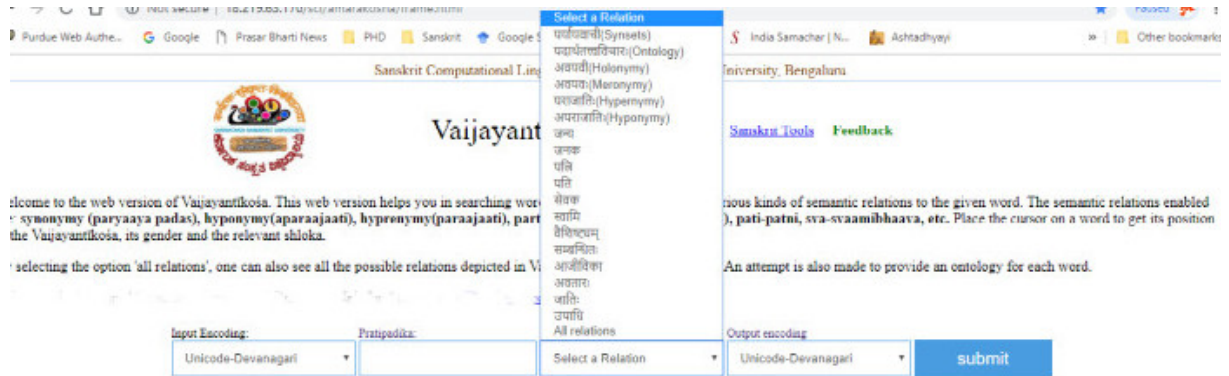 Not secure | 18.219.63.170/scl/amarakosha/frame.html
Paused
Purdue Web Authe... Google Prasar Bharti News PHD Sanskrit Google S
India Samachar | N... Ashtadhyayi » Other bookmarks
Sanskrit Computational Ling
University, Bengaluru
Vaijayant
Sanskrit Tools Feedback
elcome to the web version of Vaijayantīkośa. This web version helps you in searching wor
rious kinds of semantic relations to the given word. The semantic relations enabled
synonymy (paryaaya padas), hyponymy(aparaajaati), hyprenymy(paraajaati), part
), pati-patni, sva-svaamibhaava, etc. Place the cursor on a word to get its position
the Vaijayantīkośa, its gender and the relevant shloka.
selecting the option 'all relations', one can also see all the possible relations depicted in V
An attempt is also made to provide an ontology for each word.
Select a Relation
पर्यायवाची(Synsets)
पदार्थतत्त्वविचारः(Ontology)
अवयवी(Holonymy)
अवयवः(Meronymy)
पराजातिः(Hypernymy)
अपराजातिः(Hyponymy)
जन्य
जनक
पत्नि
पति
सेवक
स्वामि
वैशिष्ट्यम्
सम्बन्धितः
आजीविका
अवतारः
जातिः
उपाधि
All relations
Input Encoding: Pratipadika: Output encoding
Unicode-Devanagari Select a Relation Unicode-Devanagari submit